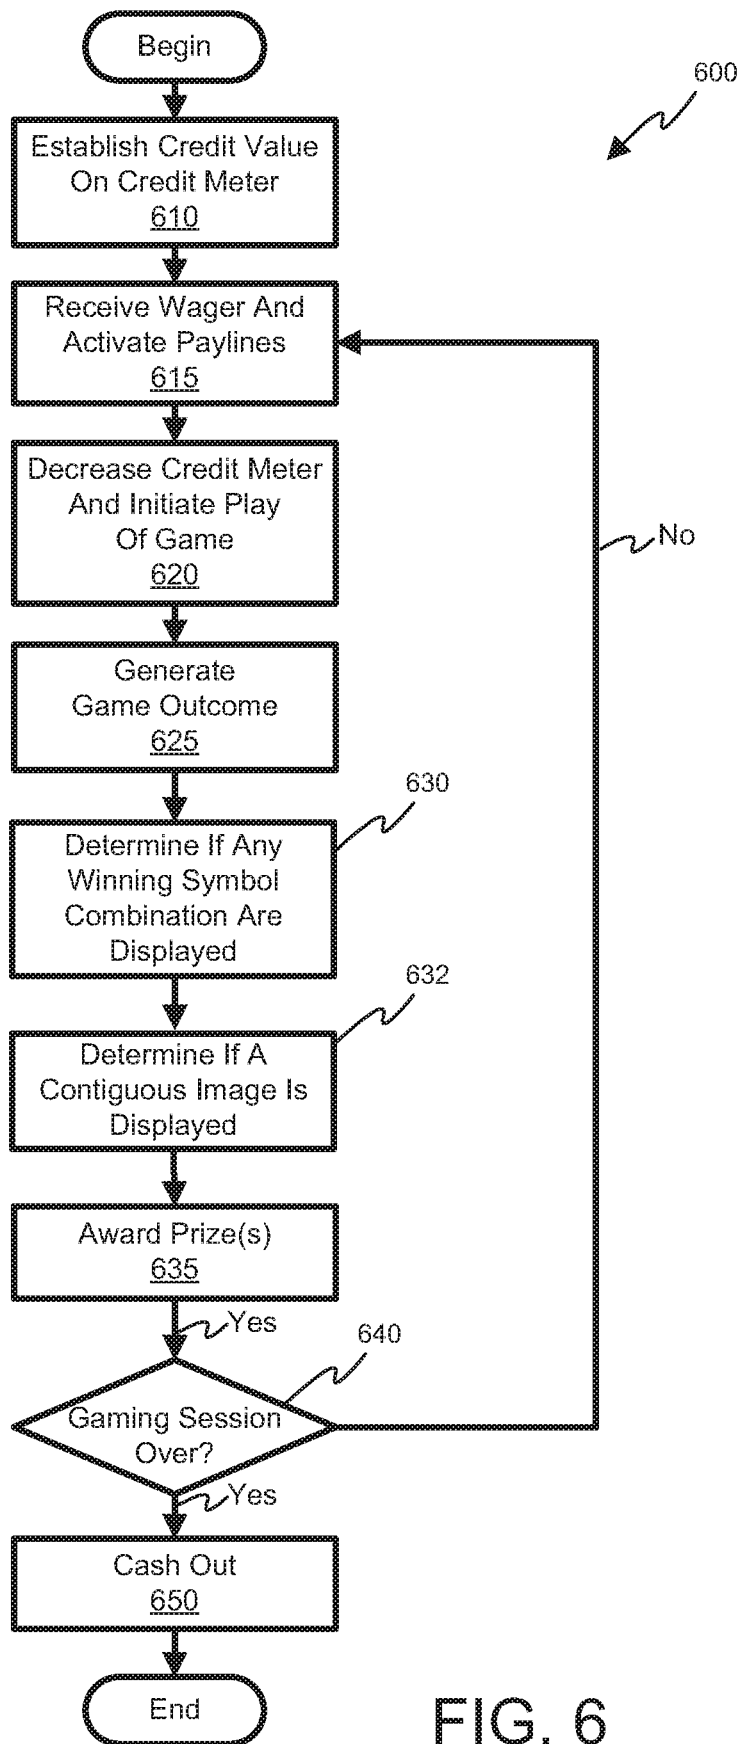 Begin
600
Establish Credit Value
On Credit Meter
610
Receive Wager And
Activate Paylines
615
Decrease Credit Meter
And Initiate Play
Of Game
620
No
Generate
Game Outcome
625
630
Determine If Any
Winning Symbol
Combination Are
Displayed
632
Determine If A
Contiguous Image Is
Displayed
Award Prize(s)
635
Yes
640
Gaming Session
Over?
Yes
Cash Out
650
End
FIG. 6